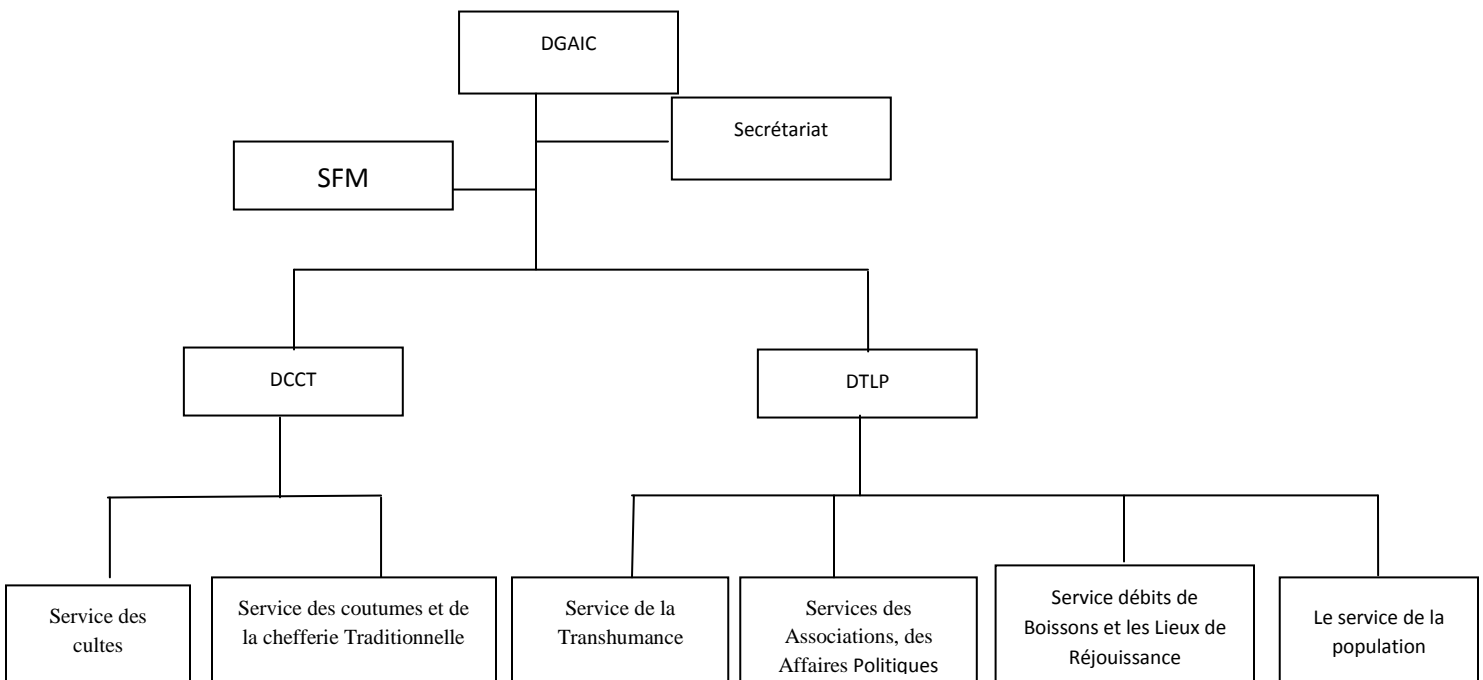 DGAIC
Secrétariat
SFM
DCCT
DTLP
Service des
cultes
Service des coutumes et de
la chefferie Traditionnelle
Service de la
Transhumance
Services des
Associations, des
Affaires Politiques
Service débits de
Boissons et les Lieux de
Réjouissance
Le service de la
population